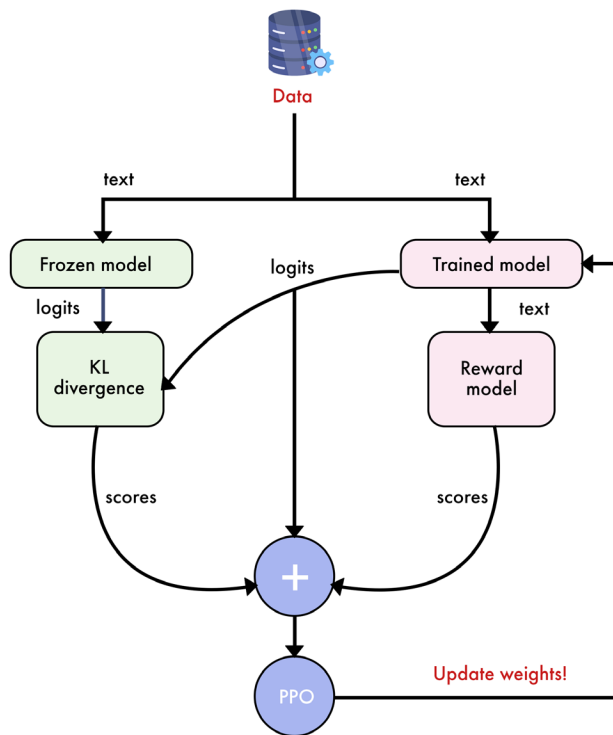 Data
text
text
Frozen model
logits
Trained model
logits
text
KL
divergence
Reward
model
scores
scores
+
Update weights!
PPO